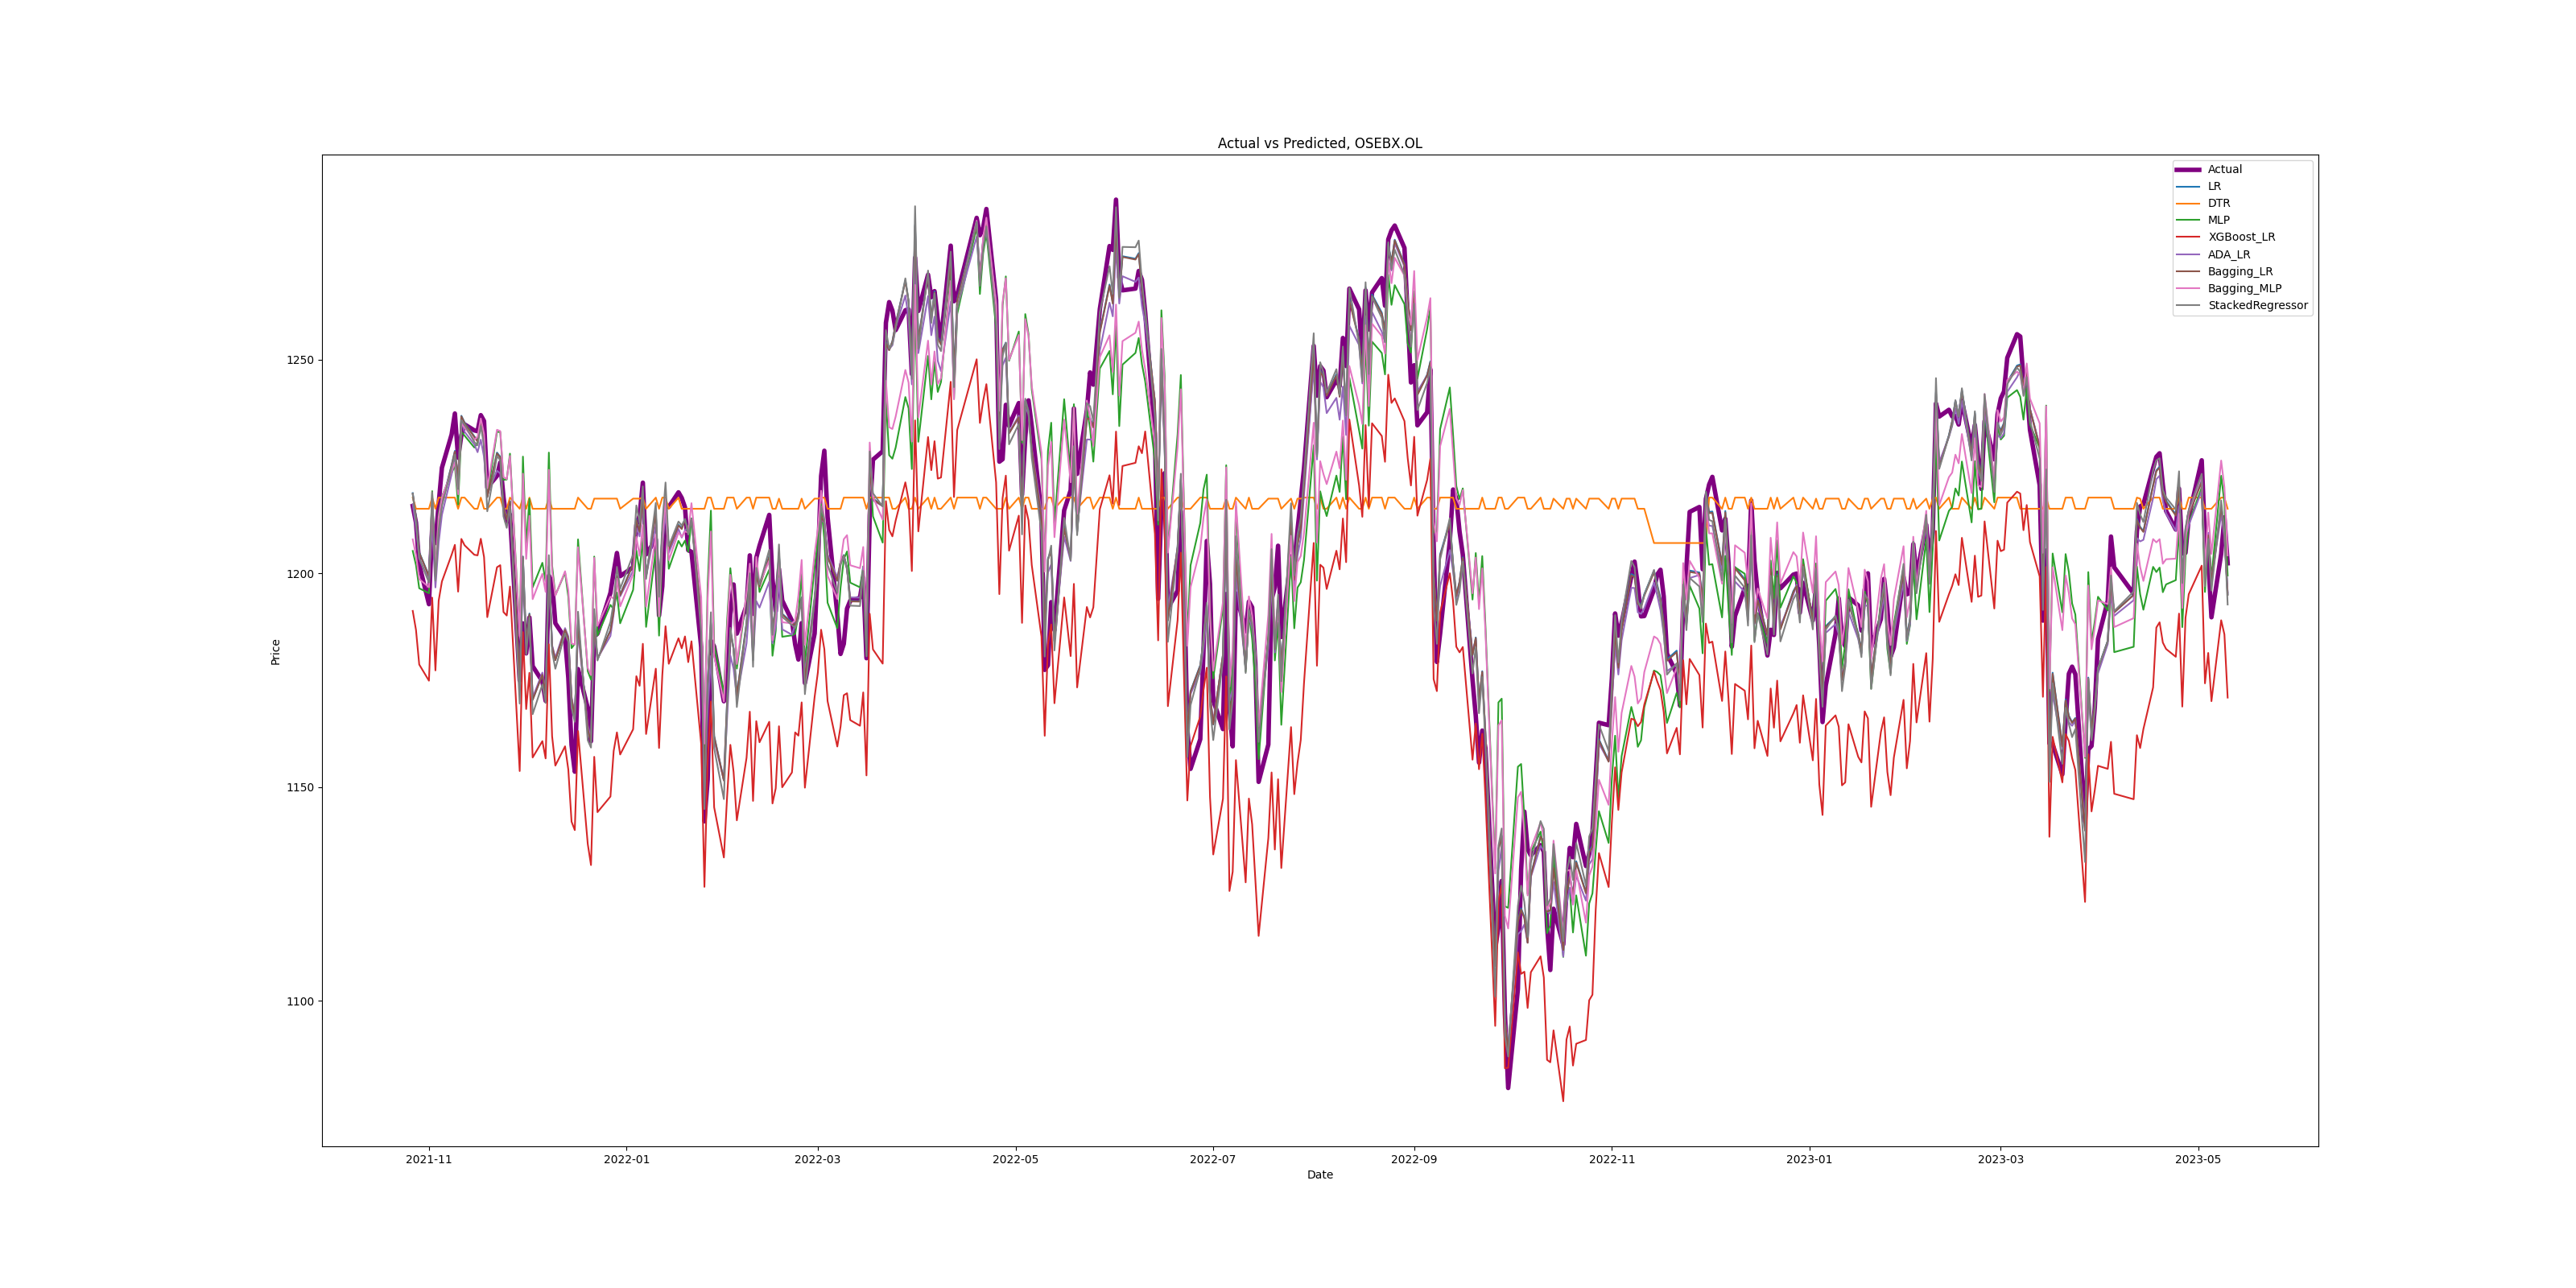 Actual vs Predicted, OSEBX.OL
Actual
LR
DTR
MLP
XGBoost_LR
ADA_LR
Bagging_LR
Bagging_MLP
StackedRegressor
Price
1250
1200
1150
1100
2021-11
2022-01
2022-03
2022-05
2022-07
2022-09
2022-11
2023-01
2023-03
2023-05
Date